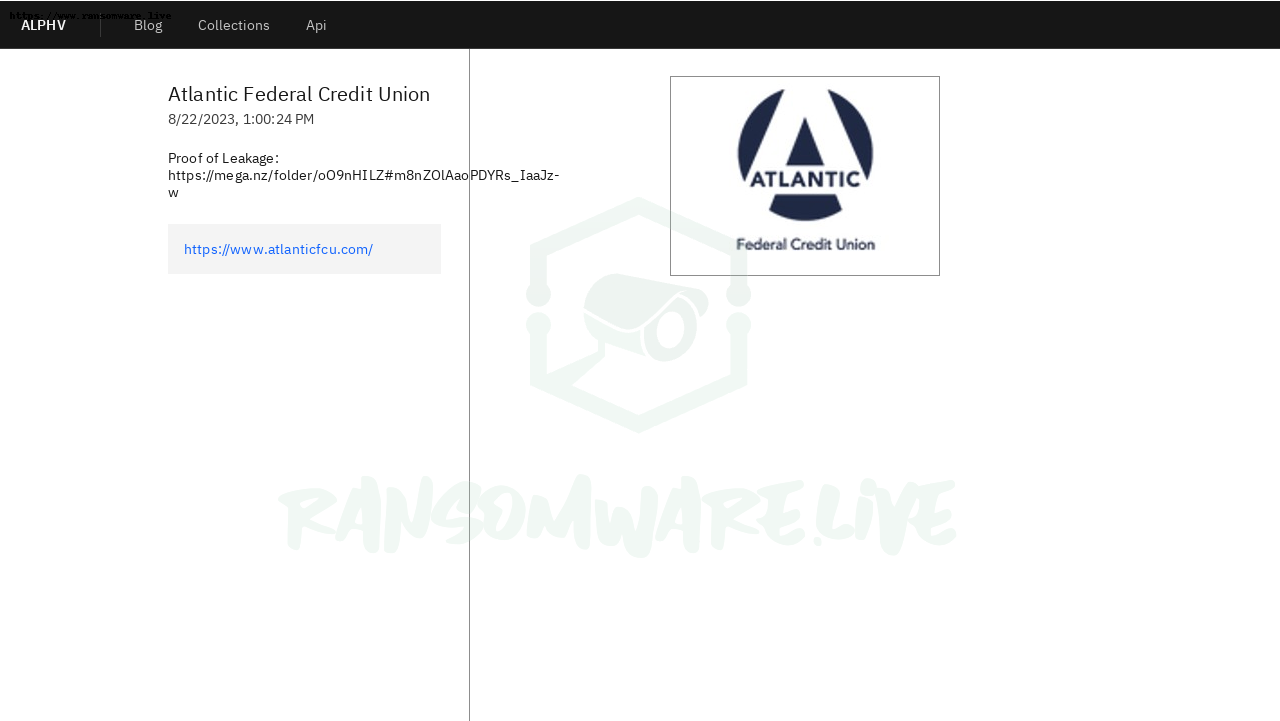 https://www.ransomware.live
ALPHV
Blog
Collections
Api
Atlantic Federal Credit Union
8/22/2023, 1:00:24 PM
Proof of Leakage:
https://mega.nz/folder/oO9nHILZ#m8nZOlAaoPDYRs_IaaJz-
w
https://www.atlanticfcu.com/
ATLANTIC
Federal Credit Union
RANSOMWARE.LIVE